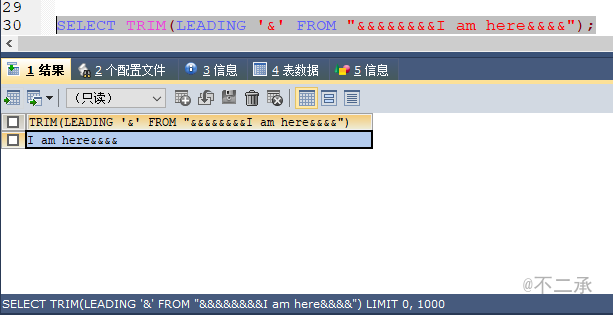 29
30 SELECT TRIM(LEADING '&' FROM "&&&&&&&&I am here&&&&");
1 结果 2 个配置文件 3 信息 4 表数据 5 信息
（只读）
TRIM(LEADING '&' FROM "&&&&&&&&I am here&&&&")
I am here&&&&
@不二承
SELECT TRIM(LEADING '&' FROM "&&&&&&&&I am here&&&&") LIMIT 0, 1000